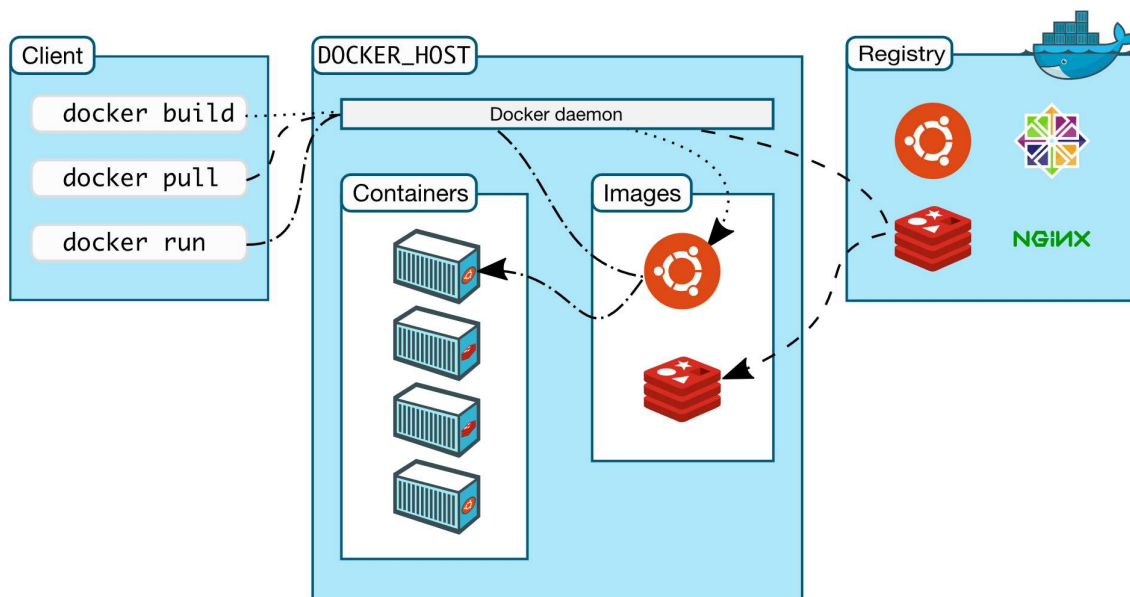 Client
docker build
docker pull
docker run
DOCKER_HOST
Docker daemon
Containers
Images
Registry
NGiNX